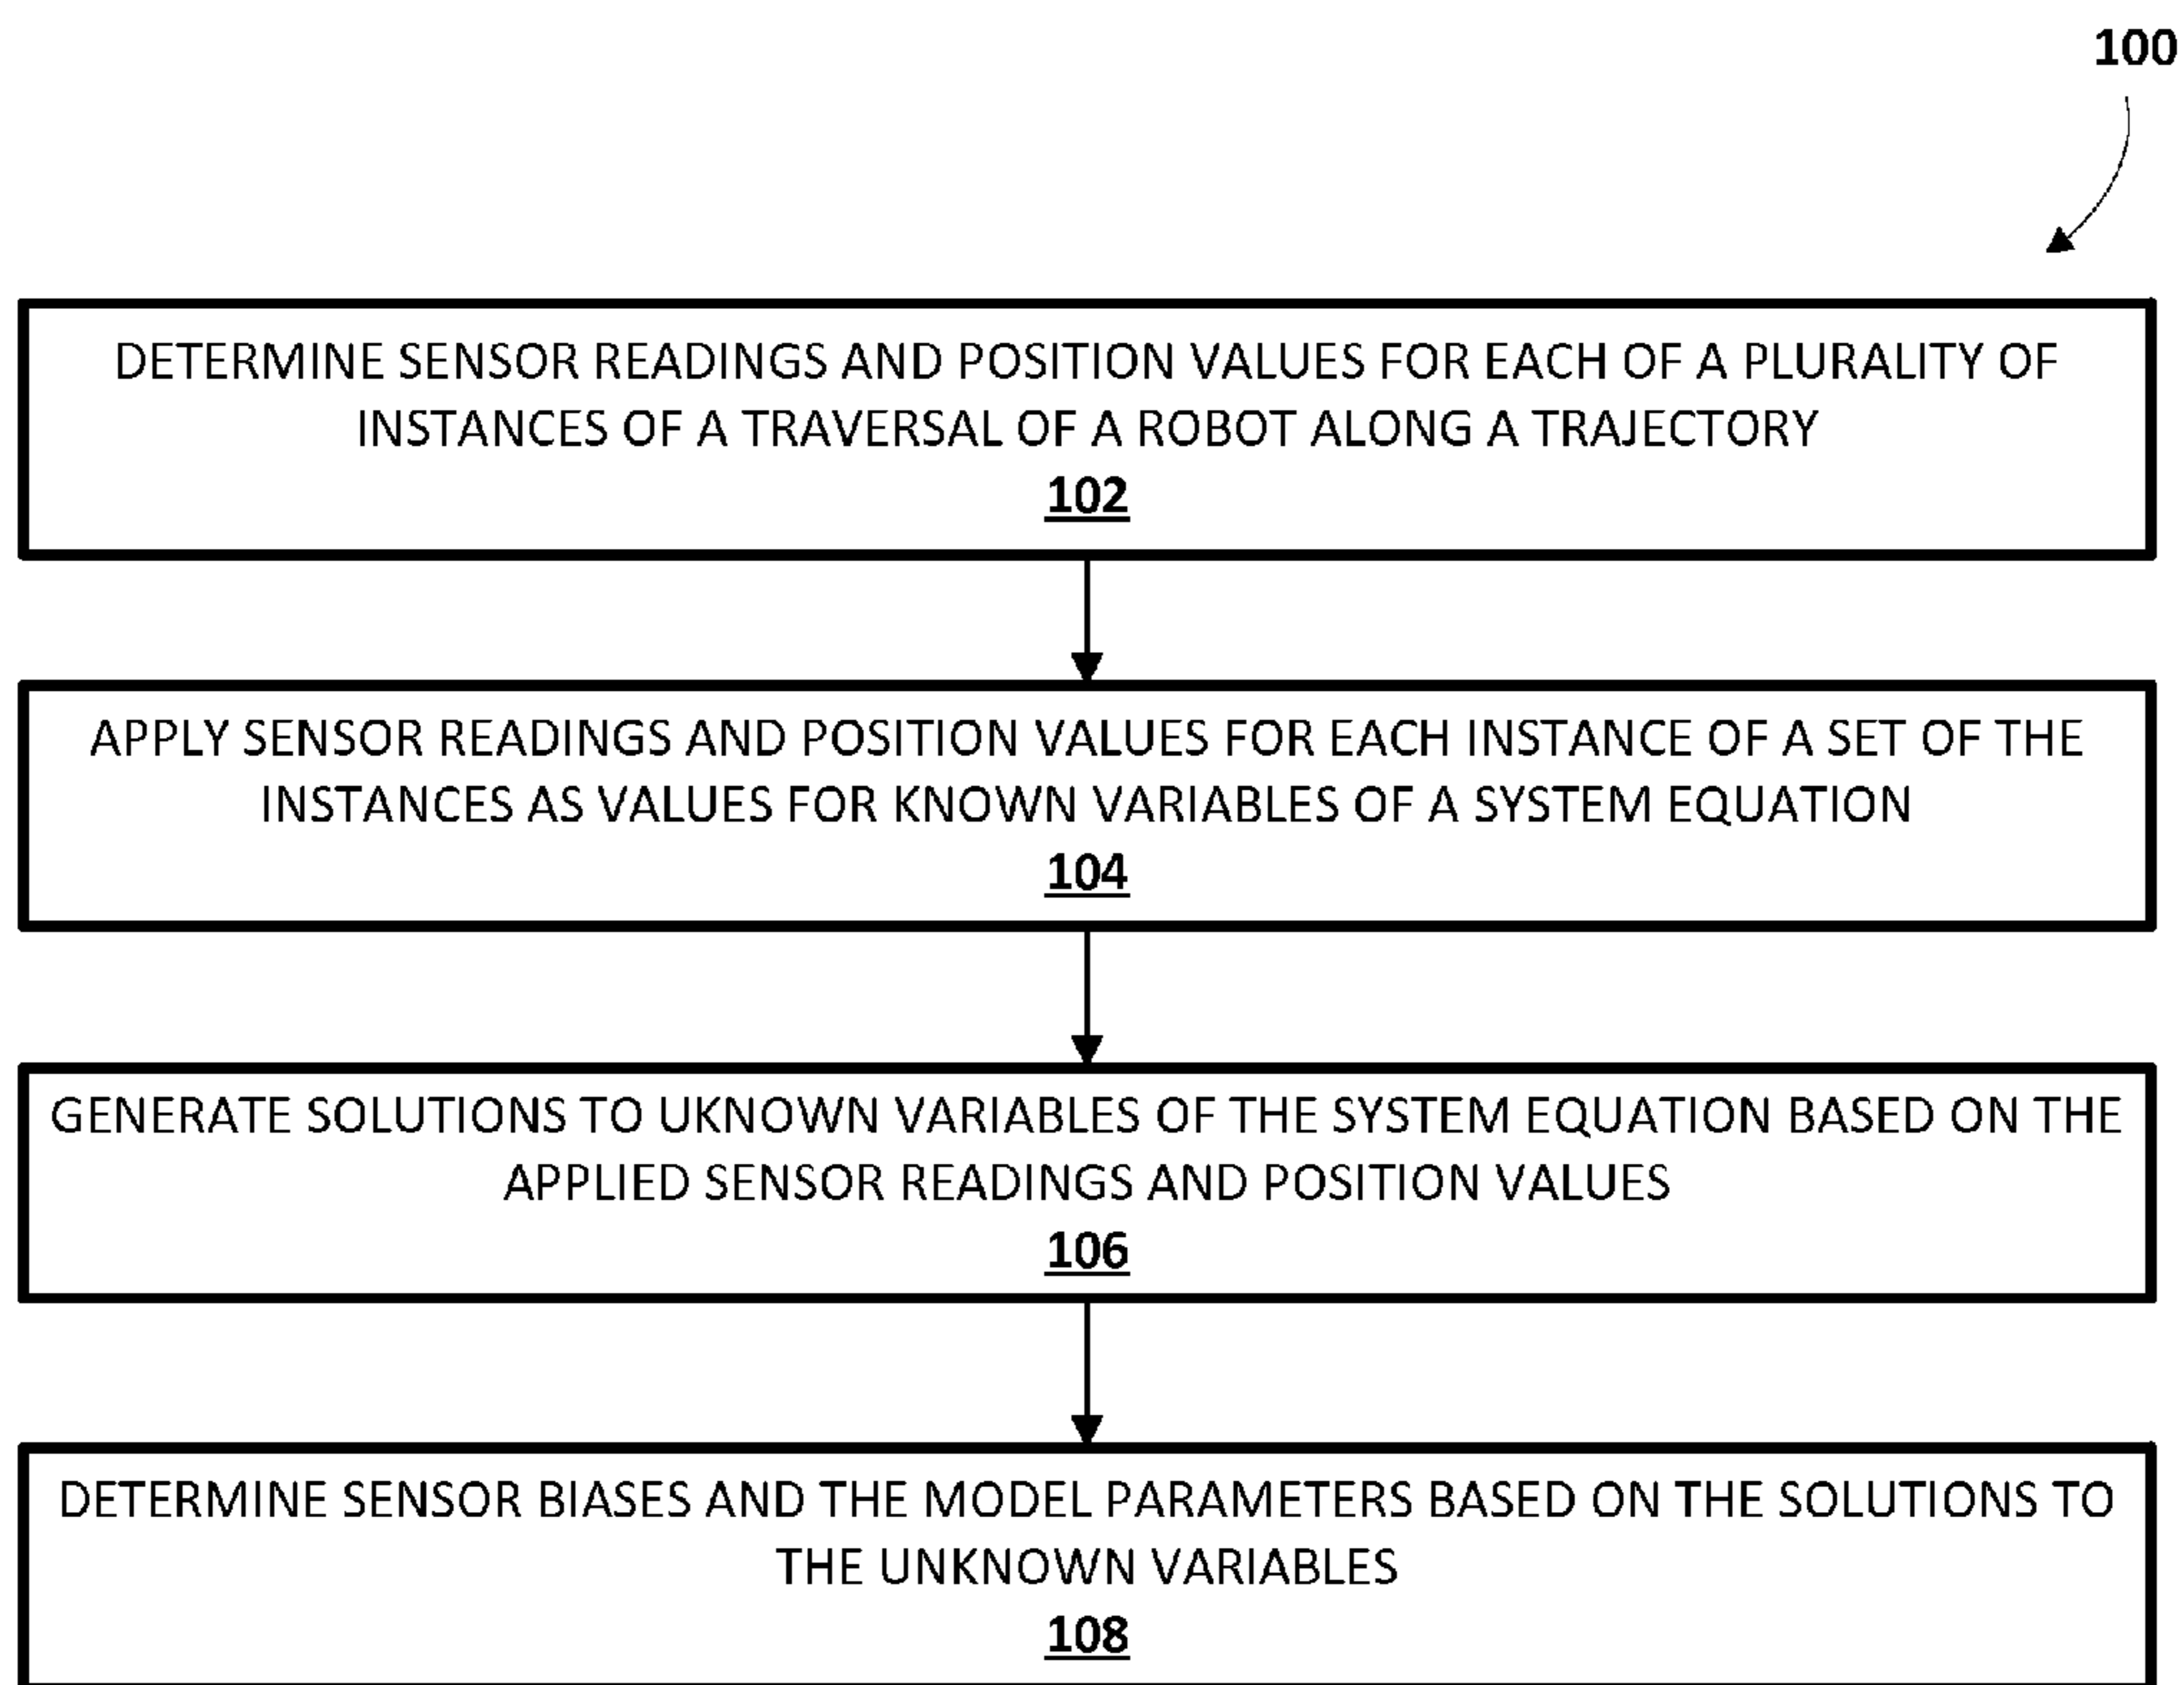 100
DETERMINE SENSOR READINGS AND POSITION VALUES FOR EACH OF A PLURALITY OF
INSTANCES OF A TRAVERSAL OF A ROBOT ALONG A TRAJECTORY
102
APPLY SENSOR READINGS AND POSITION VALUES FOR EACH INSTANCE OF A SET OF THE
INSTANCES AS VALUES FOR KNOWN VARIABLES OF A SYSTEM EQUATION
104
GENERATE SOLUTIONS TO UKNOWN VARIABLES OF THE SYSTEM EQUATION BASED ON THE
APPLIED SENSOR READINGS AND POSITION VALUES
106
DETERMINE SENSOR BIASES AND THE MODEL PARAMETERS BASED ON THE SOLUTIONS TO
THE UNKNOWN VARIABLES
108